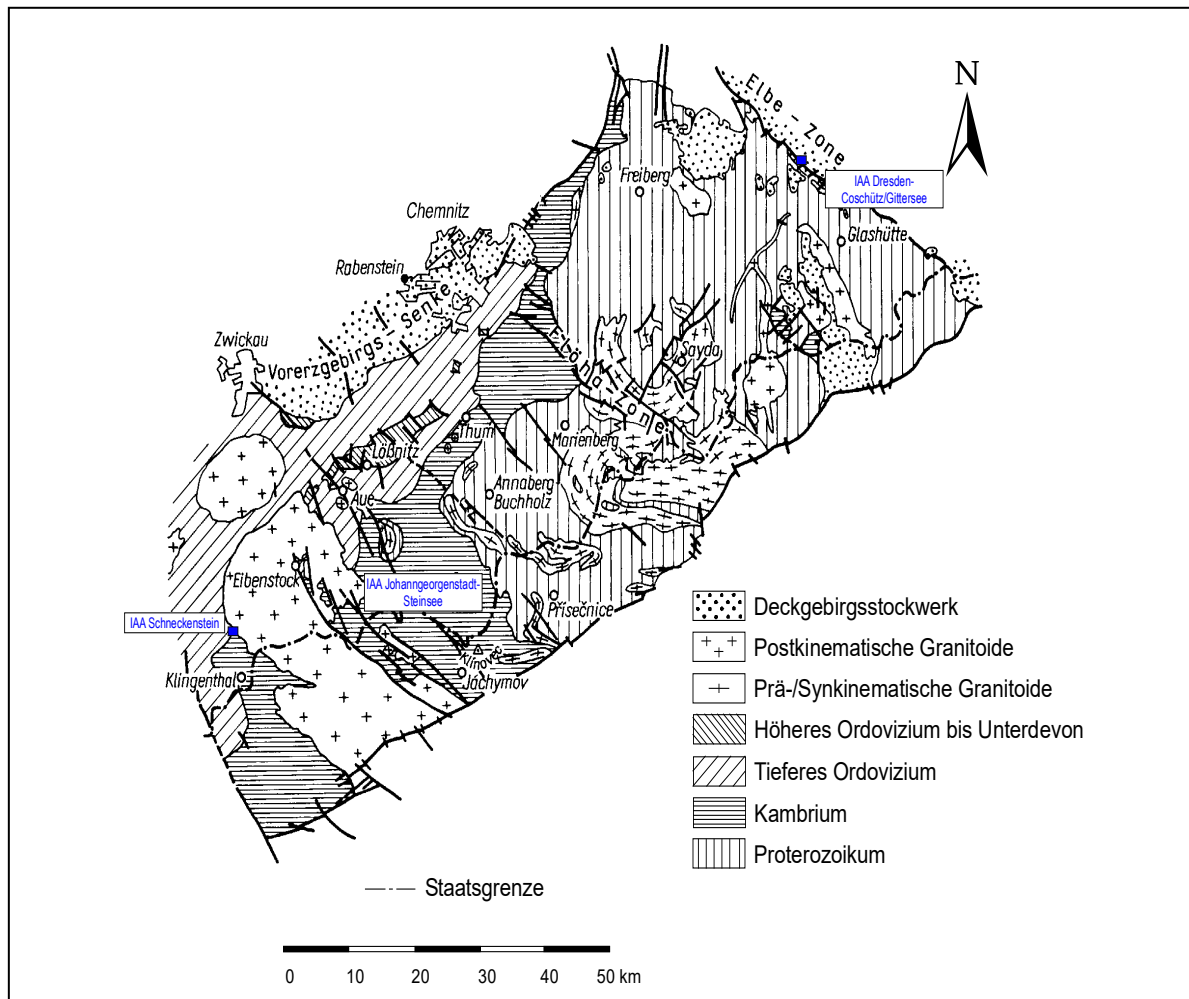 N
Elbe - Zone
IAA Dresden-
Coschütz/Gittersee
Freiberg
Glashütte
Chemnitz
Rabenstein
Zwickau
Vorerzgebirgs-Senke
Flöha-Zone
Sayda
Thum
Marienberg
Lößnitz
Aue
Annaberg
Buchholz
Eibenstock
IAA Johanngeorgenstadt-
Steinsee
Přísečnice
IAA Schneckenstein
Klínovec
Klingenthal
Jáchymov
Deckgebirgsstockwerk
Postkinematische Granitoide
Prä-/Synkinematische Granitoide
Höheres Ordovizium bis Unterdevon
Tieferes Ordovizium
Kambrium
Proterozoikum
Staatsgrenze
0 10 20 30 40 50 km